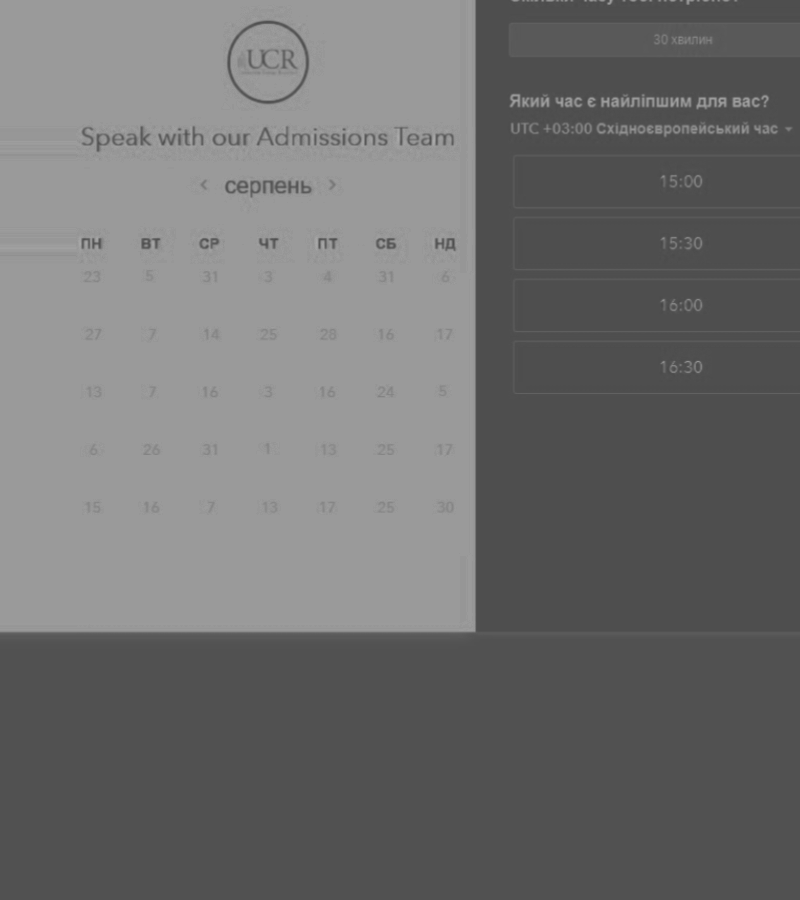 UCR
Speak with our Admissions Team
‹ серпень ›
ПН ВТ СР ЧТ ПТ СБ НД
23 5 31 3 4 31 6
27 7 14 25 28 16 17
13 7 16 3 16 24 5
6 26 31 1 13 25 17
15 16 7 13 17 25 30
30 хвилин
Який час є найліпшим для вас?
UTC +03:00 Східноєвропейський час
15:00
15:30
16:00
16:30